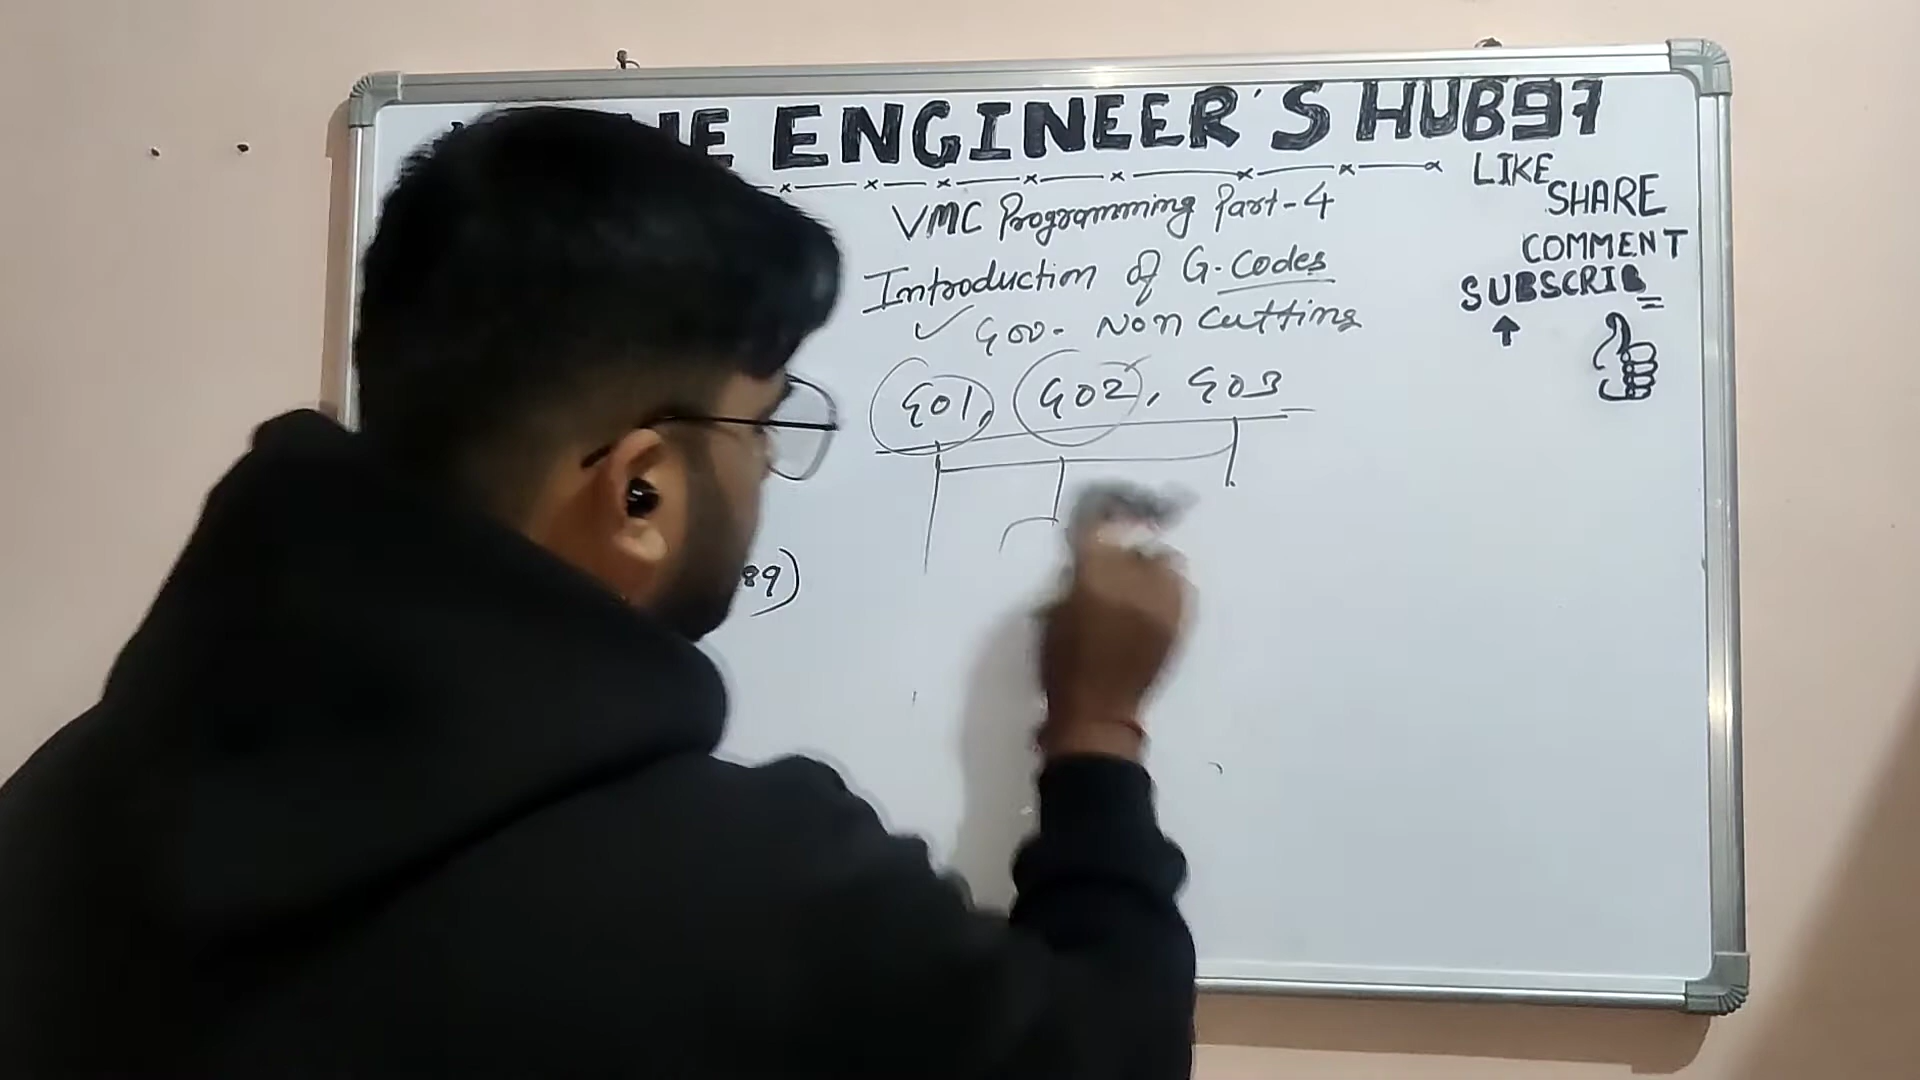 ENGINEER'S HUB97
LIKE
SHARE
COMMENT
SUBSCRIB
VMC Programming Part-4
Introduction of G-Codes
G00- Non Cutting
G01, G02, G03
89)